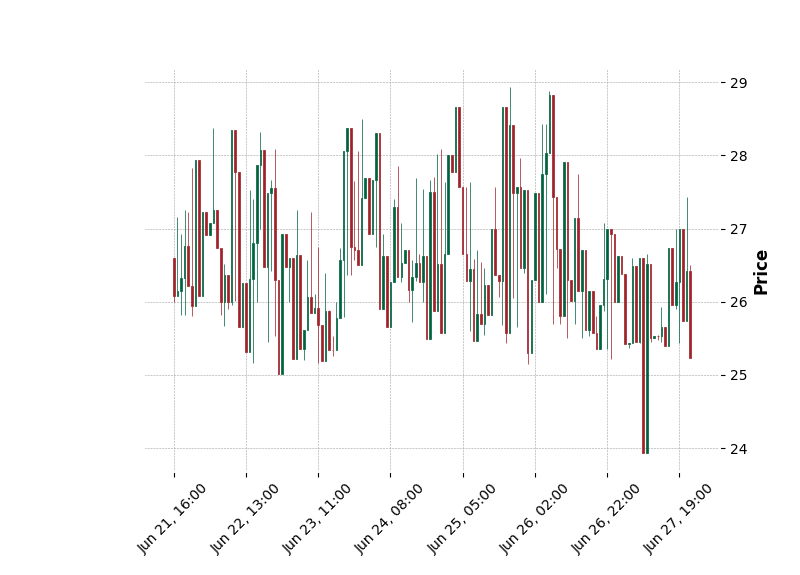 29
28
27
26
25
24
Price
Jun 21, 16:00
Jun 22, 13:00
Jun 23, 11:00
Jun 24, 08:00
Jun 25, 05:00
Jun 26, 02:00
Jun 26, 22:00
Jun 27, 19:00